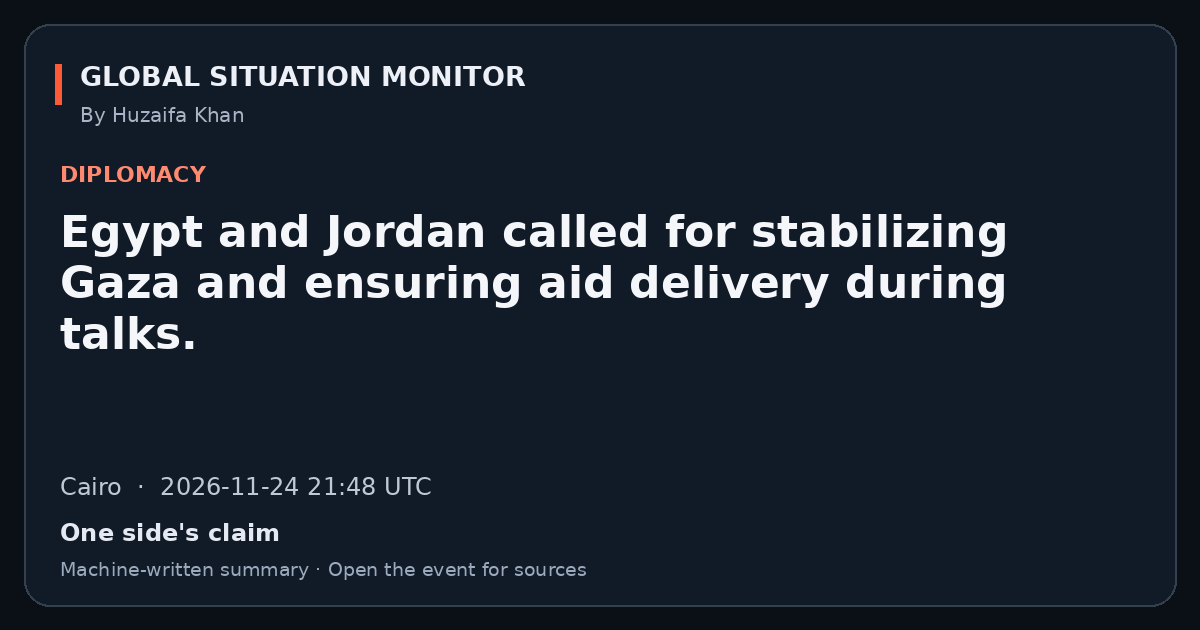 GLOBAL SITUATION MONITOR
By Huzaifa Khan
DIPLOMACY
Egypt and Jordan called for stabilizing
Gaza and ensuring aid delivery during
talks.
Cairo · 2026-11-24 21:48 UTC
One side's claim
Machine-written summary · Open the event for sources